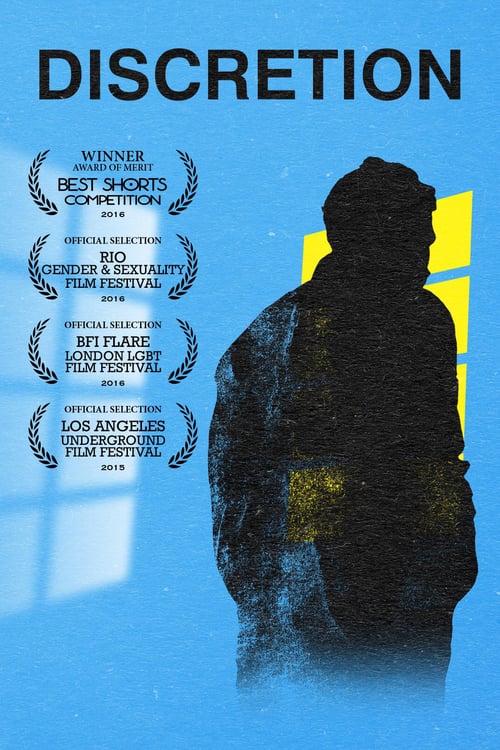 DISCRETION
WINNER
AWARD OF MERIT
BEST SHORTS
COMPETITION
2016
OFFICIAL SELECTION
RIO
GENDER & SEXUALITY
FILM FESTIVAL
2016
OFFICIAL SELECTION
BFI FLARE
LONDON LGBT
FILM FESTIVAL
2016
OFFICIAL SELECTION
LOS ANGELES
UNDERGROUND
FILM FESTIVAL
2015